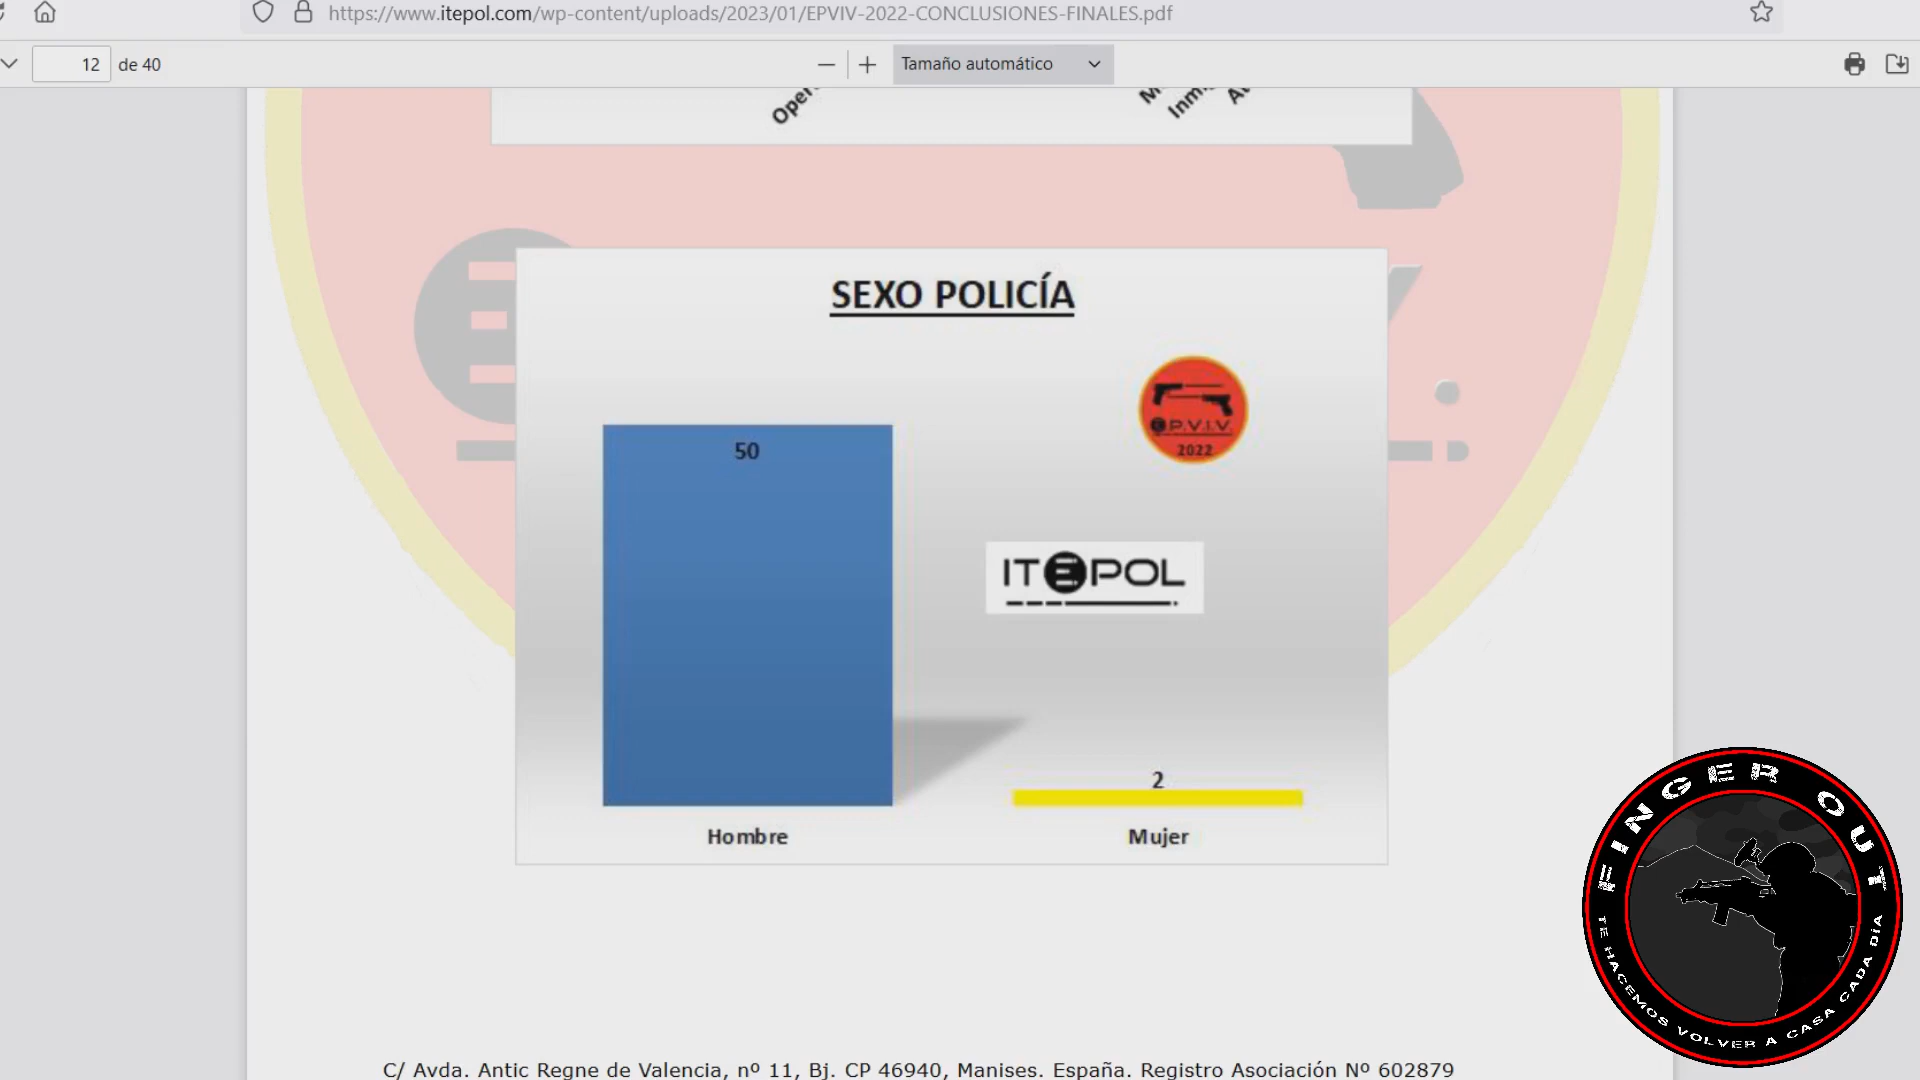 https://www.itepol.com/wp-content/uploads/2023/01/EPVIV-2022-CONCLUSIONES-FINALES.pdf
12 de 40
Tamaño automático
SEXO POLICÍA
P.V.I.V.
2022
50
ITEPOL
2
Hombre
Mujer
FINGER OUT
TE HACEMOS VOLVER A CASA CADA DÍA
C/ Avda. Antic Regne de Valencia, nº 11, Bj. CP 46940, Manises. España. Registro Asociación Nº 602879